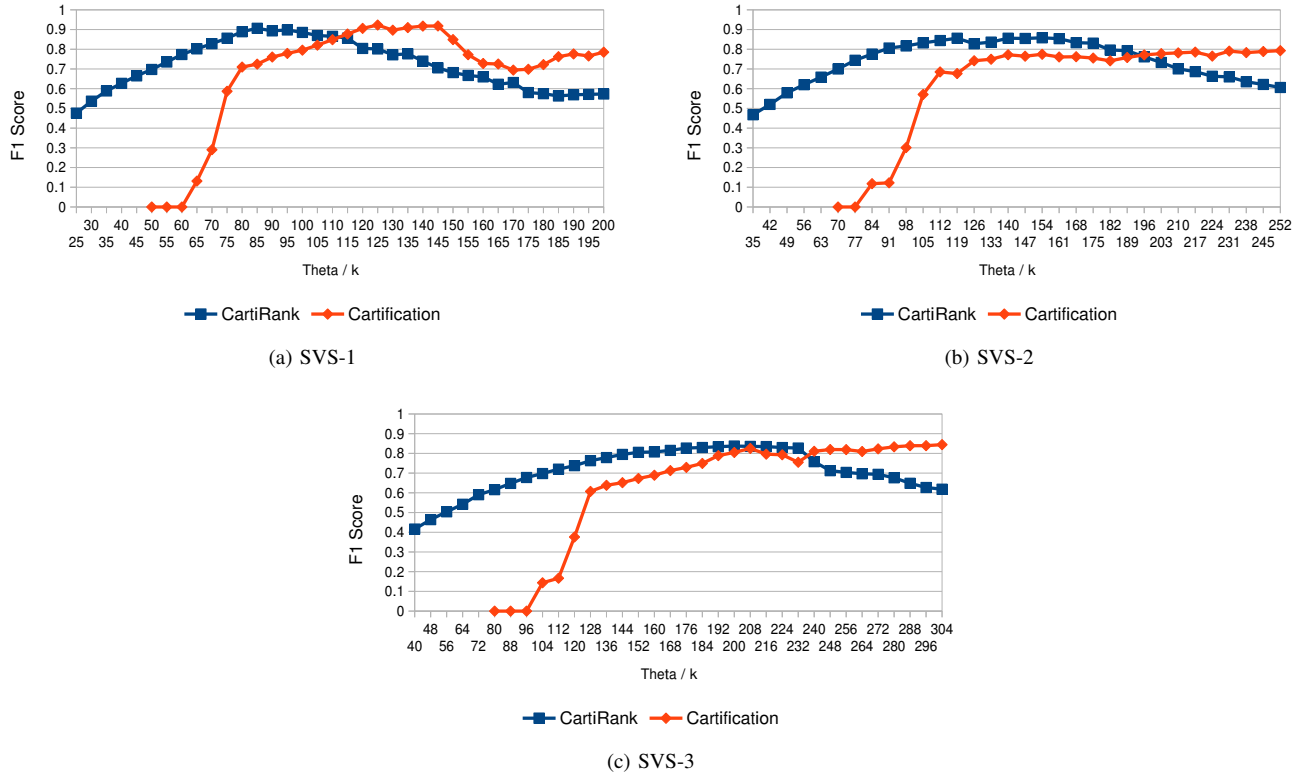 1
0.9
0.8
0.7
0.6
0.5
0.4
0.3
0.2
0.1
0
F1 Score
30 40 50 60 70 80 90 100 110 120 130 140 150 160 170 180 190 200
25 35 45 55 65 75 85 95 105 115 125 135 145 155 165 175 185 195
Theta / k
CartiRank Cartification
(a) SVS-1
1
0.9
0.8
0.7
0.6
0.5
0.4
0.3
0.2
0.1
0
F1 Score
42 56 70 84 98 112 126 140 154 168 182 196 210 224 238 252
35 49 63 77 91 105 119 133 147 161 175 189 203 217 231 245
Theta / k
CartiRank Cartification
(b) SVS-2
1
0.9
0.8
0.7
0.6
0.5
0.4
0.3
0.2
0.1
0
F1 Score
48 64 80 96 112 128 144 160 176 192 208 224 240 256 272 288 304
40 56 72 88 104 120 136 152 168 184 200 216 232 248 264 280 296
Theta / k
CartiRank Cartification
(c) SVS-3